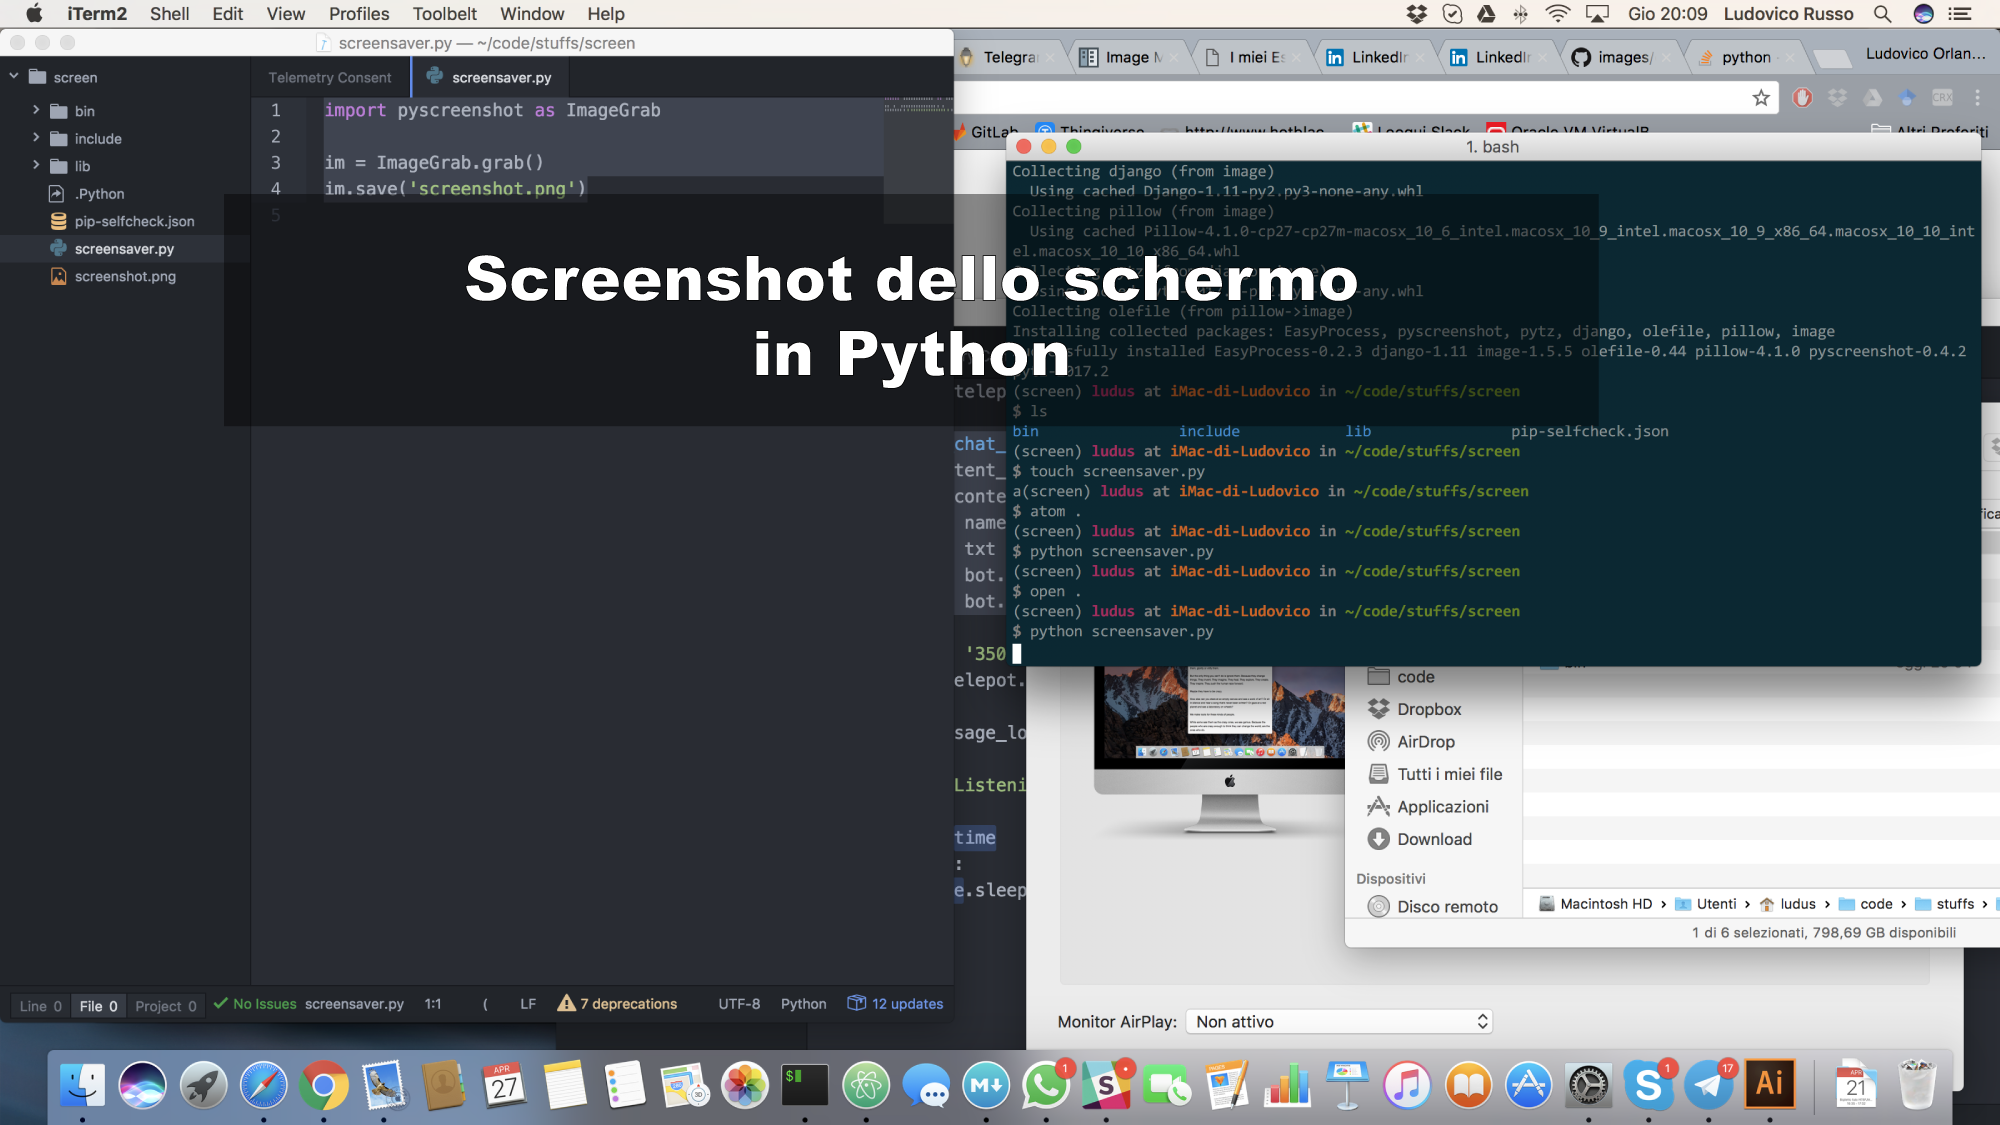 iTerm2 Shell Edit View Profiles Toolbelt Window Help
Gio 20:09 Ludovico Russo
screensaver.py — ~/code/stuffs/screen
screen
bin
include
lib
.Python
pip-selfcheck.json
screensaver.py
screenshot.png
Telemetry Consent
screensaver.py
1 import pyscreenshot as ImageGrab
2
3 im = ImageGrab.grab()
4 im.save('screenshot.png')
5
Screenshot dello schermo
in Python
Telegra
Image M
I miei Es
LinkedIn
LinkedIn
images/
python
Ludovico Orlan...
GitLab
Thingiverse
Oracle VM VirtualB
Altri Preferiti
1. bash
Collecting django (from image)
Using cached Django-1.11-py2.py3-none-any.whl
Collecting pillow (from image)
Using cached Pillow-4.1.0-cp27-cp27m-macosx_10_6_intel.macosx_10_9_intel.macosx_10_9_x86_64.macosx_10_10_int
el.macosx_10_10_x86_64.whl
Collecting olefile (from pillow->image)
Installing collected packages: EasyProcess, pyscreenshot, pytz, django, olefile, pillow, image
installed EasyProcess-0.2.3 django-1.11 image-1.5.5 olefile-0.44 pillow-4.1.0 pyscreenshot-0.4.2
(screen) ludus at iMac-di-Ludovico in ~/code/stuffs/screen
$ ls
bin include lib pip-selfcheck.json
(screen) ludus at iMac-di-Ludovico in ~/code/stuffs/screen
$ touch screensaver.py
a(screen) ludus at iMac-di-Ludovico in ~/code/stuffs/screen
$ atom .
(screen) ludus at iMac-di-Ludovico in ~/code/stuffs/screen
$ python screensaver.py
(screen) ludus at iMac-di-Ludovico in ~/code/stuffs/screen
$ open .
(screen) ludus at iMac-di-Ludovico in ~/code/stuffs/screen
$ python screensaver.py
telep
chat_
tent_
conte
name
txt
bot.
bot.
'350
elepot.
sage_lo
Listeni
time
:
e.sleep
code
Dropbox
AirDrop
Tutti i miei file
Applicazioni
Download
Dispositivi
Disco remoto
Macintosh HD › Utenti › ludus › code › stuffs ›
1 di 6 selezionati, 798,69 GB disponibili
Monitor AirPlay: Non attivo
Line 0 File 0 Project 0 No Issues screensaver.py 1:1 ( LF 7 deprecations UTF-8 Python 12 updates
APR
27
3D
$
M
1
S
PAGES
S
1
17
Ai
APR
21